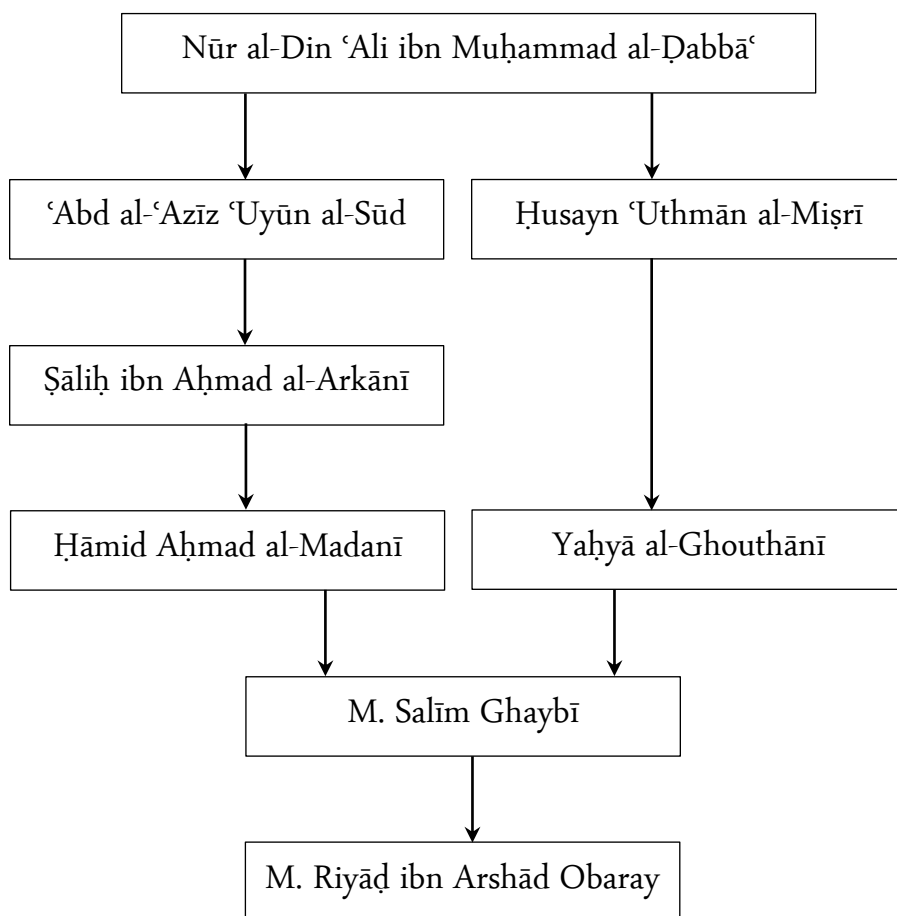 Nūr al-Din ʿAli ibn Muḥammad al-Ḍabbāʿ
ʿAbd al-ʿAzīz ʿUyūn al-Sūd
Ḥusayn ʿUthmān al-Miṣrī
Ṣāliḥ ibn Aḥmad al-Arkānī
Ḥāmid Aḥmad al-Madanī
Yaḥyā al-Ghouthānī
M. Salīm Ghaybī
M. Riyāḍ ibn Arshād Obaray